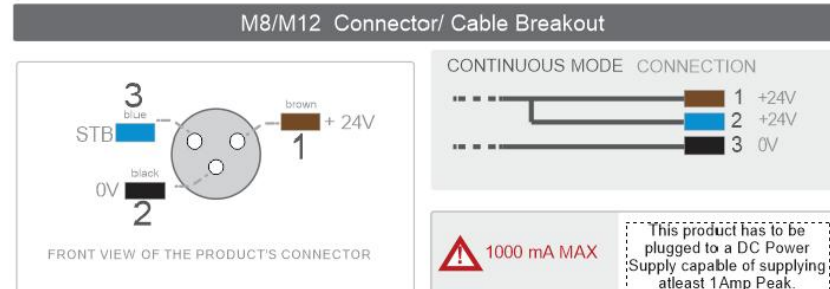 M8/M12 Connector/ Cable Breakout
3
blue
STB
brown
+ 24V
1
black
0V
2
FRONT VIEW OF THE PRODUCT'S CONNECTOR
CONTINUOUS MODE CONNECTION
1 +24V
2 +24V
3 0V
1000 mA MAX
This product has to be
plugged to a DC Power
Supply capable of supplying
atleast 1Amp Peak.